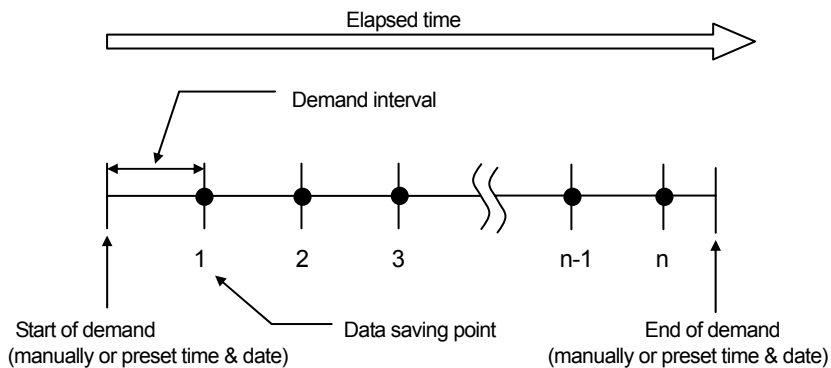 Elapsed time
Demand interval
1
2
3
n-1
n
Start of demand
(manually or preset time & date)
Data saving point
End of demand
(manually or preset time & date)